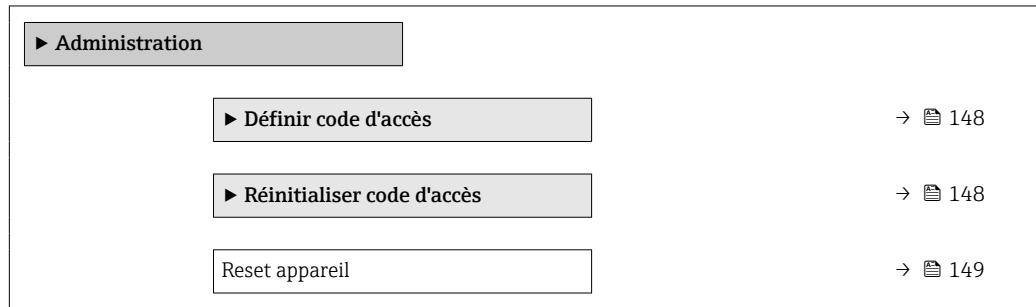 ▶ Administration
▶ Définir code d'accès → 148
▶ Réinitialiser code d'accès → 148
Reset appareil → 149